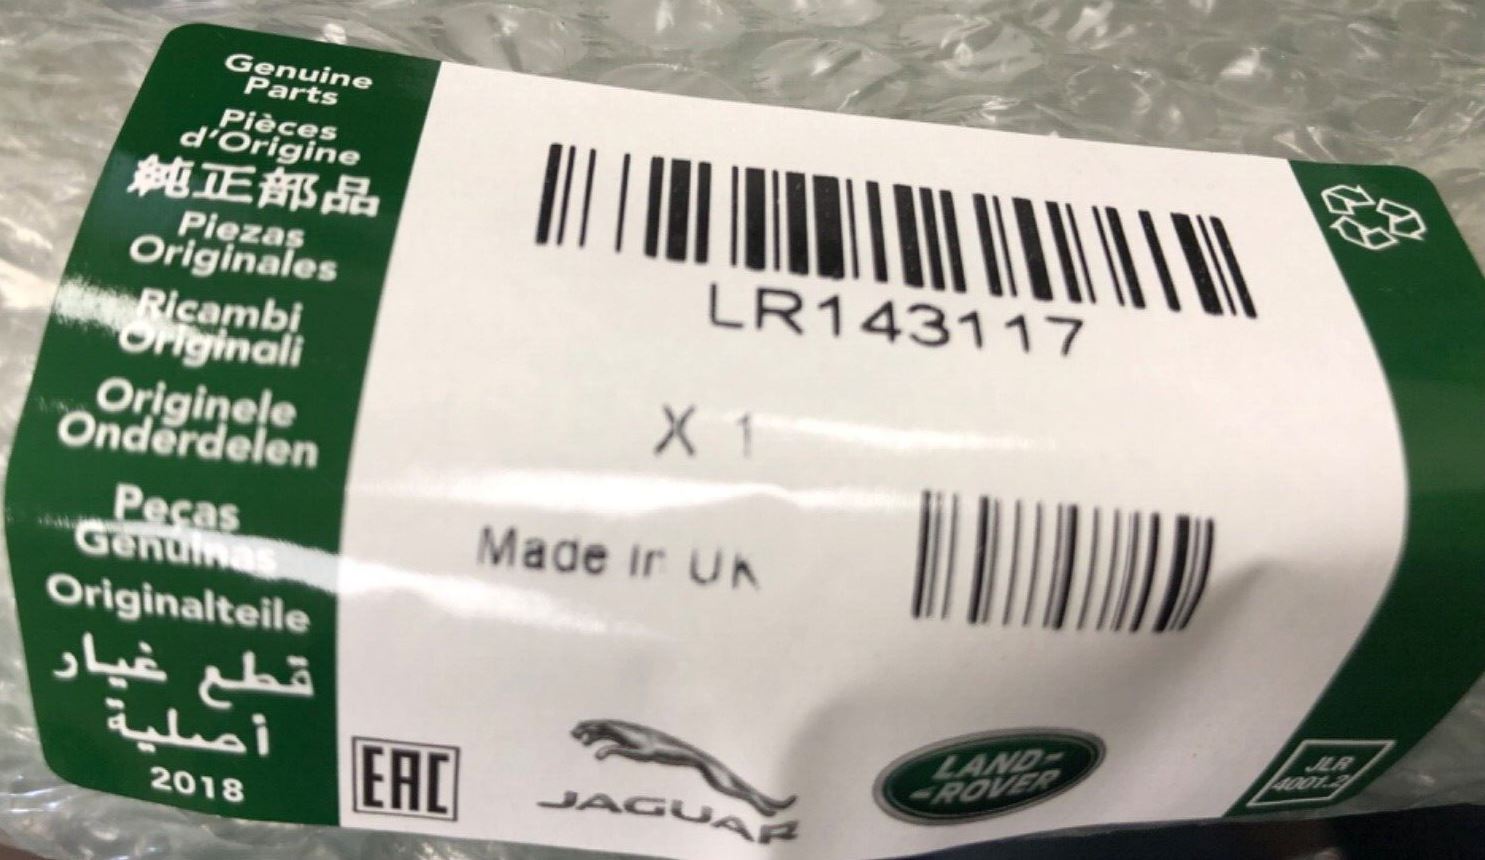 Genuine
Parts
Pièces
d'Origine
純正部品
Piezas
Originales
Ricambi
Originali
Originele
Onderdelen
Peças
Genuínas
Originalteile
قطع غيار
أصلية
2018
LR143117
X 1
Made in UK
EAC
JAGUAR
LAND-
-ROVER
JLR
4001.2